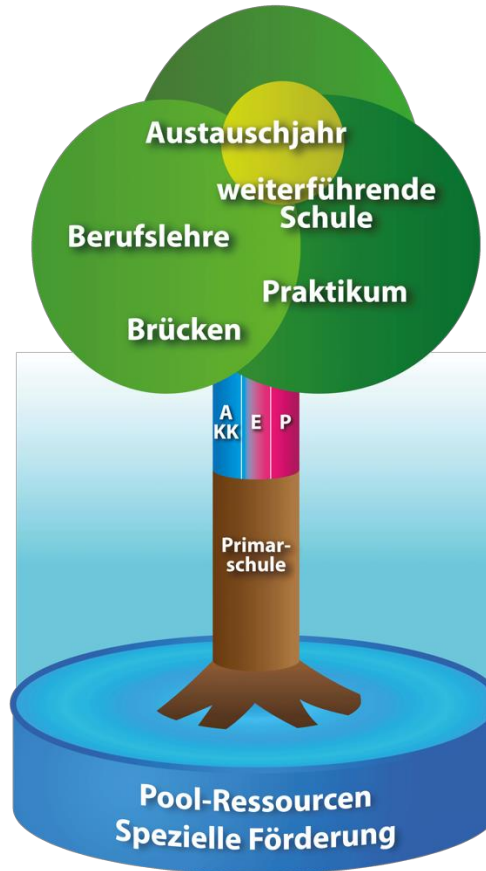 Austauschjahr
weiterführende
Schule
Berufslehre
Praktikum
Brücken
A
KK
E
P
Primar-
schule
Pool-Ressourcen
Spezielle Förderung